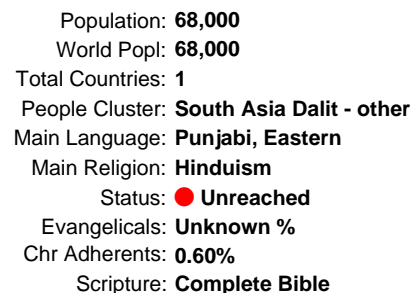 Population: 68,000
World Popl: 68,000
Total Countries: 1
People Cluster: South Asia Dalit - other
Main Language: Punjabi, Eastern
Main Religion: Hinduism
Status: Unreached
Evangelicals: Unknown %
Chr Adherents: 0.60%
Scripture: Complete Bible